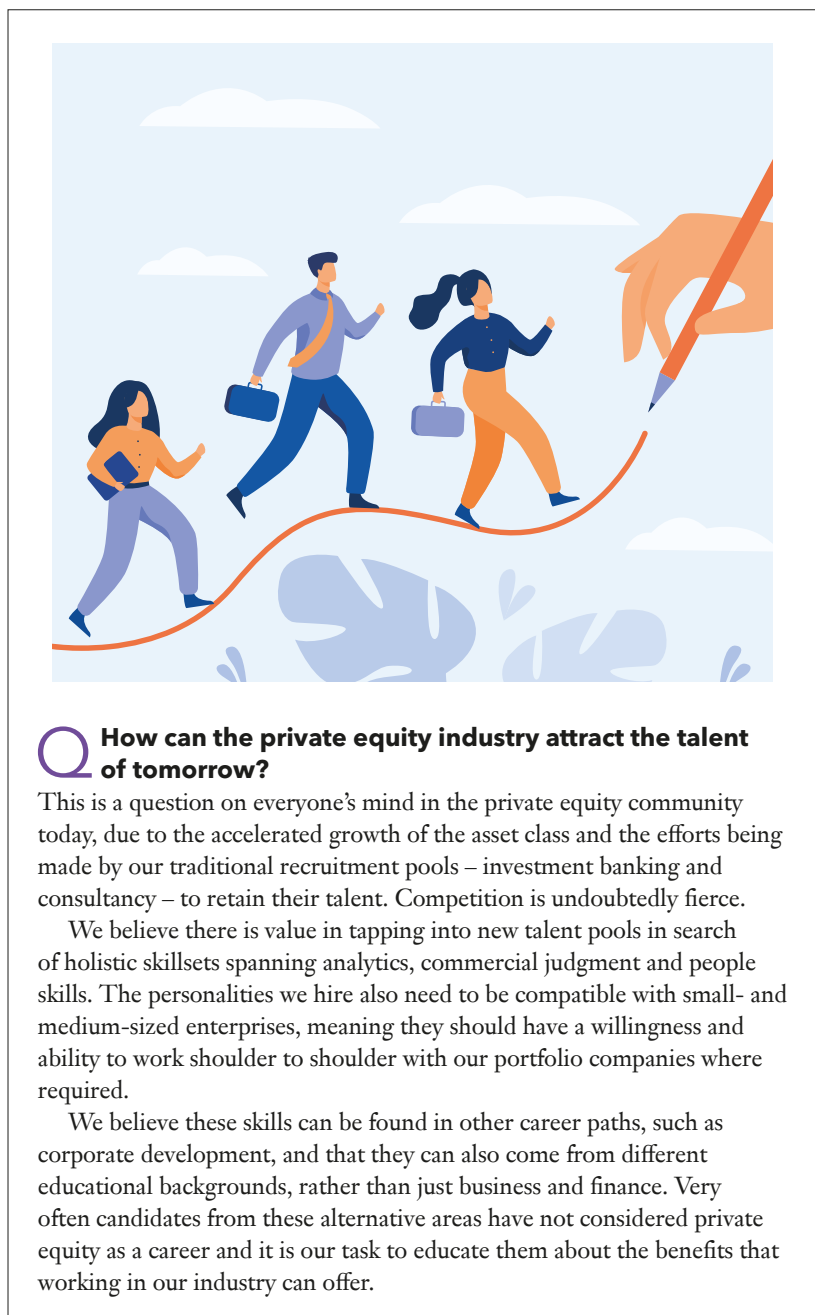 Q How can the private equity industry attract the talent
of tomorrow?
This is a question on everyone’s mind in the private equity community
today, due to the accelerated growth of the asset class and the efforts being
made by our traditional recruitment pools – investment banking and
consultancy – to retain their talent. Competition is undoubtedly fierce.
We believe there is value in tapping into new talent pools in search
of holistic skillsets spanning analytics, commercial judgment and people
skills. The personalities we hire also need to be compatible with small- and
medium-sized enterprises, meaning they should have a willingness and
ability to work shoulder to shoulder with our portfolio companies where
required.
We believe these skills can be found in other career paths, such as
corporate development, and that they can also come from different
educational backgrounds, rather than just business and finance. Very
often candidates from these alternative areas have not considered private
equity as a career and it is our task to educate them about the benefits that
working in our industry can offer.